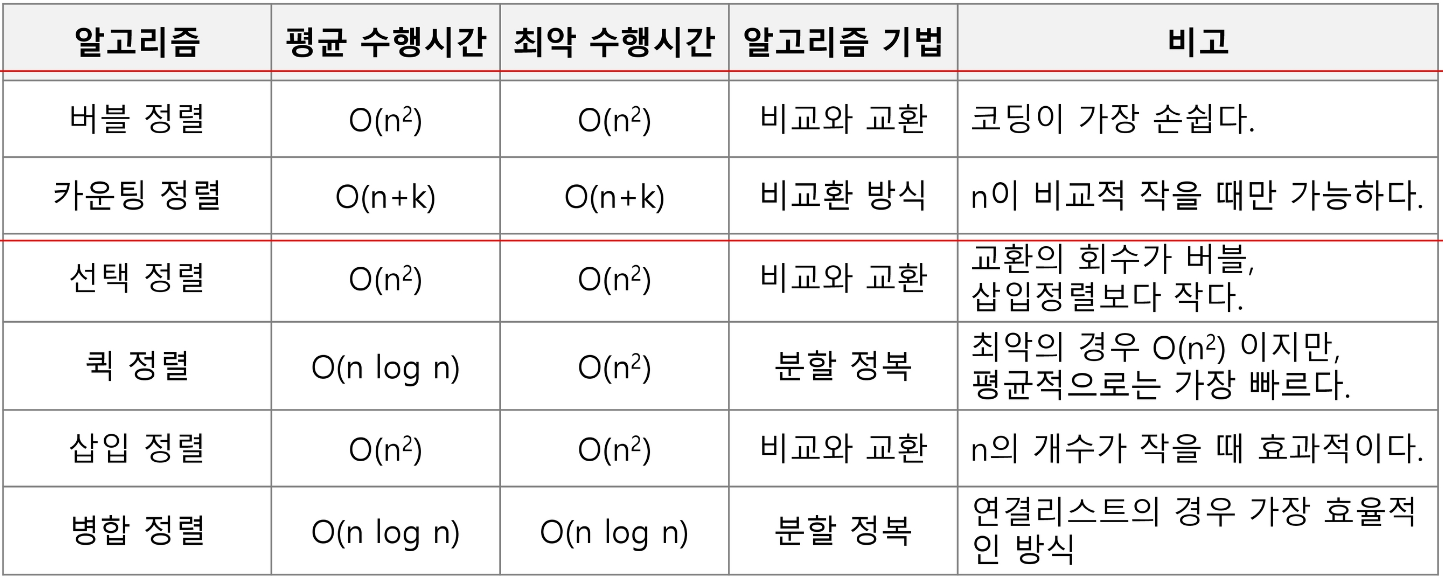 알고리즘 평균 수행시간 최악 수행시간 알고리즘 기법 비고
버블 정렬 O(n²) O(n²) 비교와 교환 코딩이 가장 손쉽다.
카운팅 정렬 O(n+k) O(n+k) 비교환 방식 n이 비교적 작을 때만 가능하다.
선택 정렬 O(n²) O(n²) 비교와 교환 교환의 회수가 버블,
삽입정렬보다 작다.
퀵 정렬 O(n log n) O(n²) 분할 정복 최악의 경우 O(n²) 이지만,
평균적으로는 가장 빠르다.
삽입 정렬 O(n²) O(n²) 비교와 교환 n의 개수가 작을 때 효과적이다.
병합 정렬 O(n log n) O(n log n) 분할 정복 연결리스트의 경우 가장 효율적
인 방식